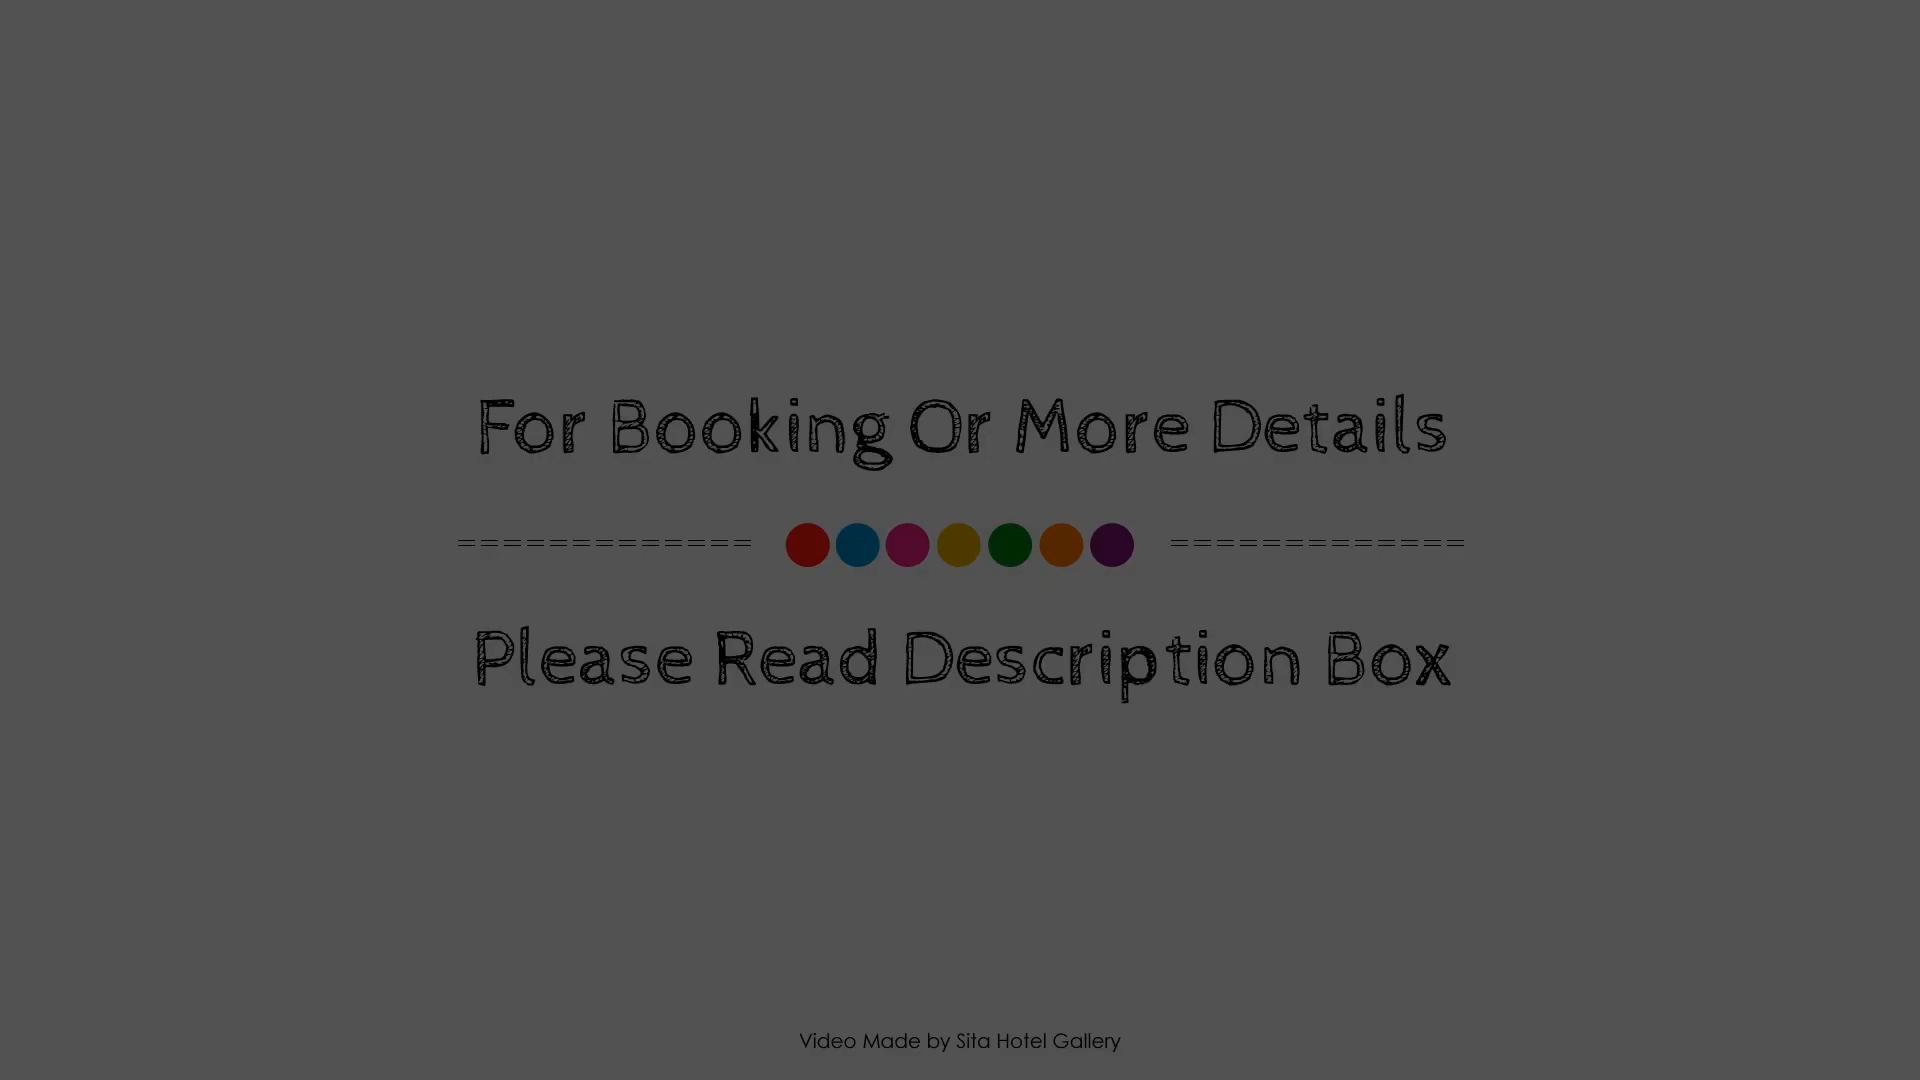 For Booking Or More Details
============= =============
Please Read Description Box
Video Made by Sita Hotel Gallery